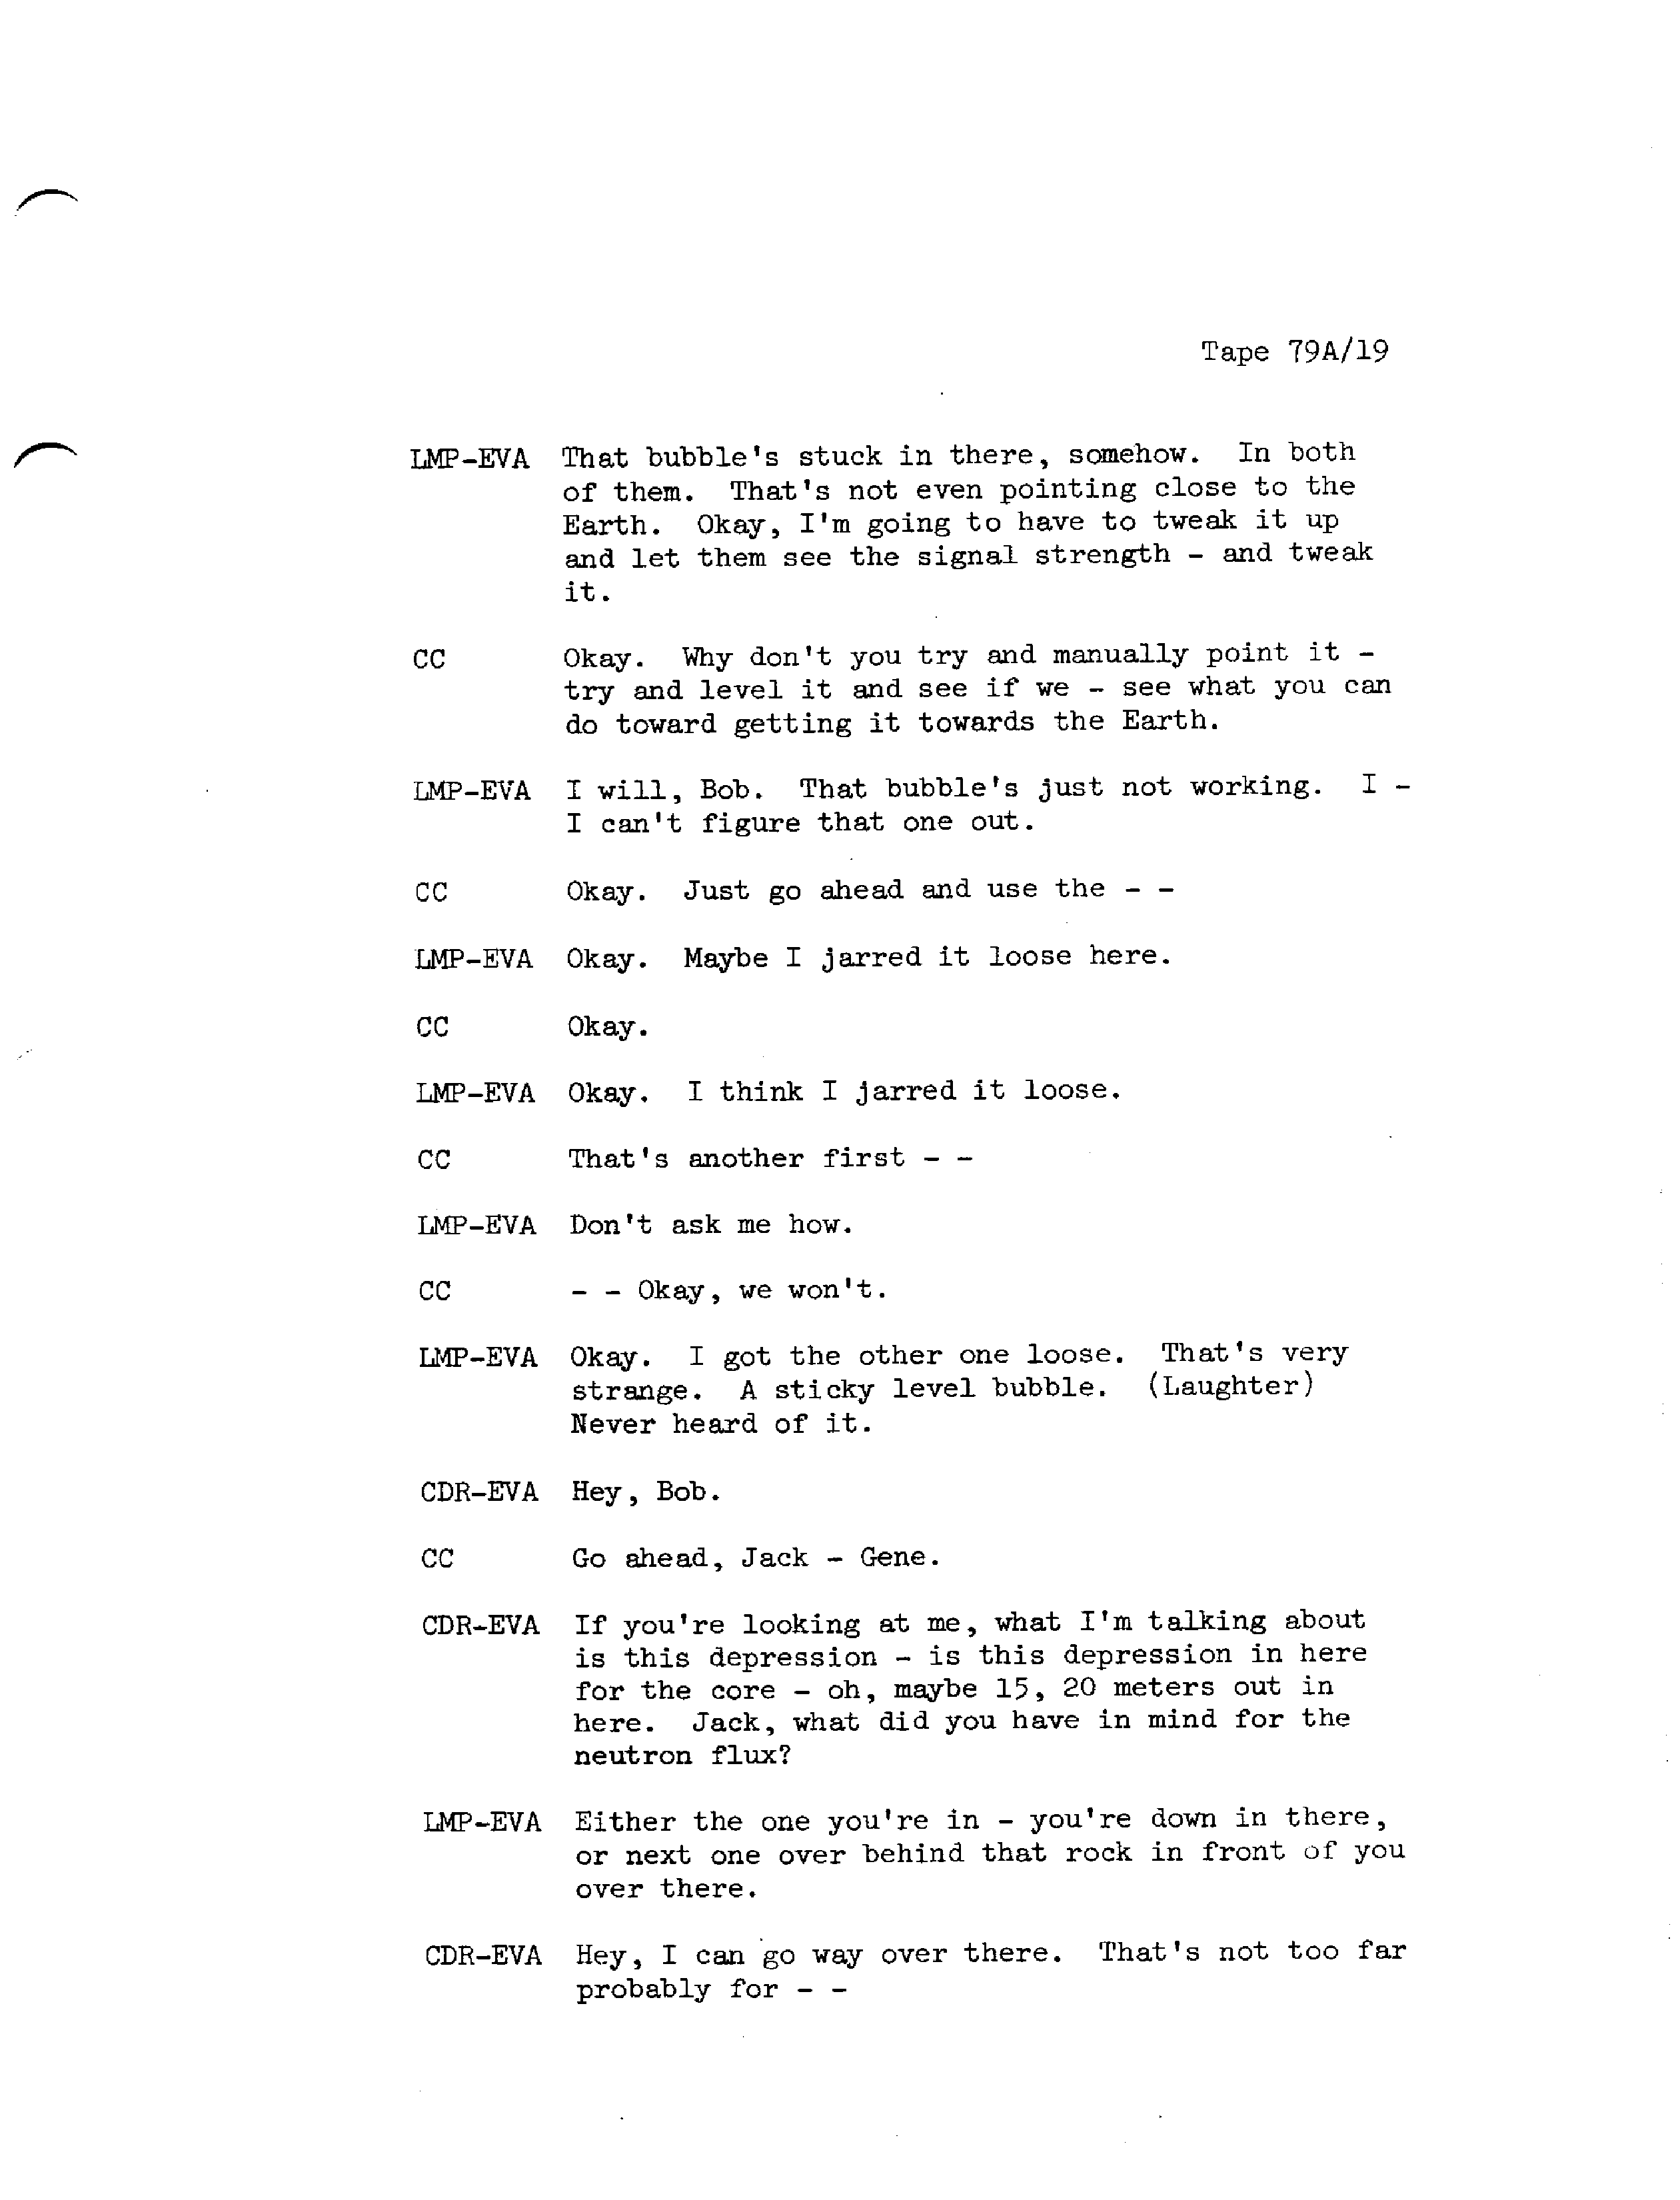 Tape 79A/19
LMP-EVA That bubble's stuck in there, somehow. In both
of them. That's not even pointing close to the
Earth. Okay, I'm going to have to tweak it up
and let them see the signal strength - and tweak
it.
CC Okay. Why don't you try and manually point it -
try and level it and see if we - see what you can
do toward getting it towards the Earth.
LMP-EVA I will, Bob. That bubble's just not working. I -
I can't figure that one out.
CC Okay. Just go ahead and use the - -
LMP-EVA Okay. Maybe I jarred it loose here.
CC Okay.
LMP-EVA Okay. I think I jarred it loose.
CC That's another first - -
LMP-EVA Don't ask me how.
CC - - Okay, we won't.
LMP-EVA Okay. I got the other one loose. That's very
strange. A sticky level bubble. (Laughter)
Never heard of it.
CDR-EVA Hey, Bob.
CC Go ahead, Jack - Gene.
CDR-EVA If you're looking at me, what I'm talking about
is this depression - is this depression in here
for the core - oh, maybe 15, 20 meters out in
here. Jack, what did you have in mind for the
neutron flux?
LMP-EVA Either the one you're in - you're down in there,
or next one over behind that rock in front of you
over there.
CDR-EVA Hey, I can go way over there. That's not too far
probably for - -